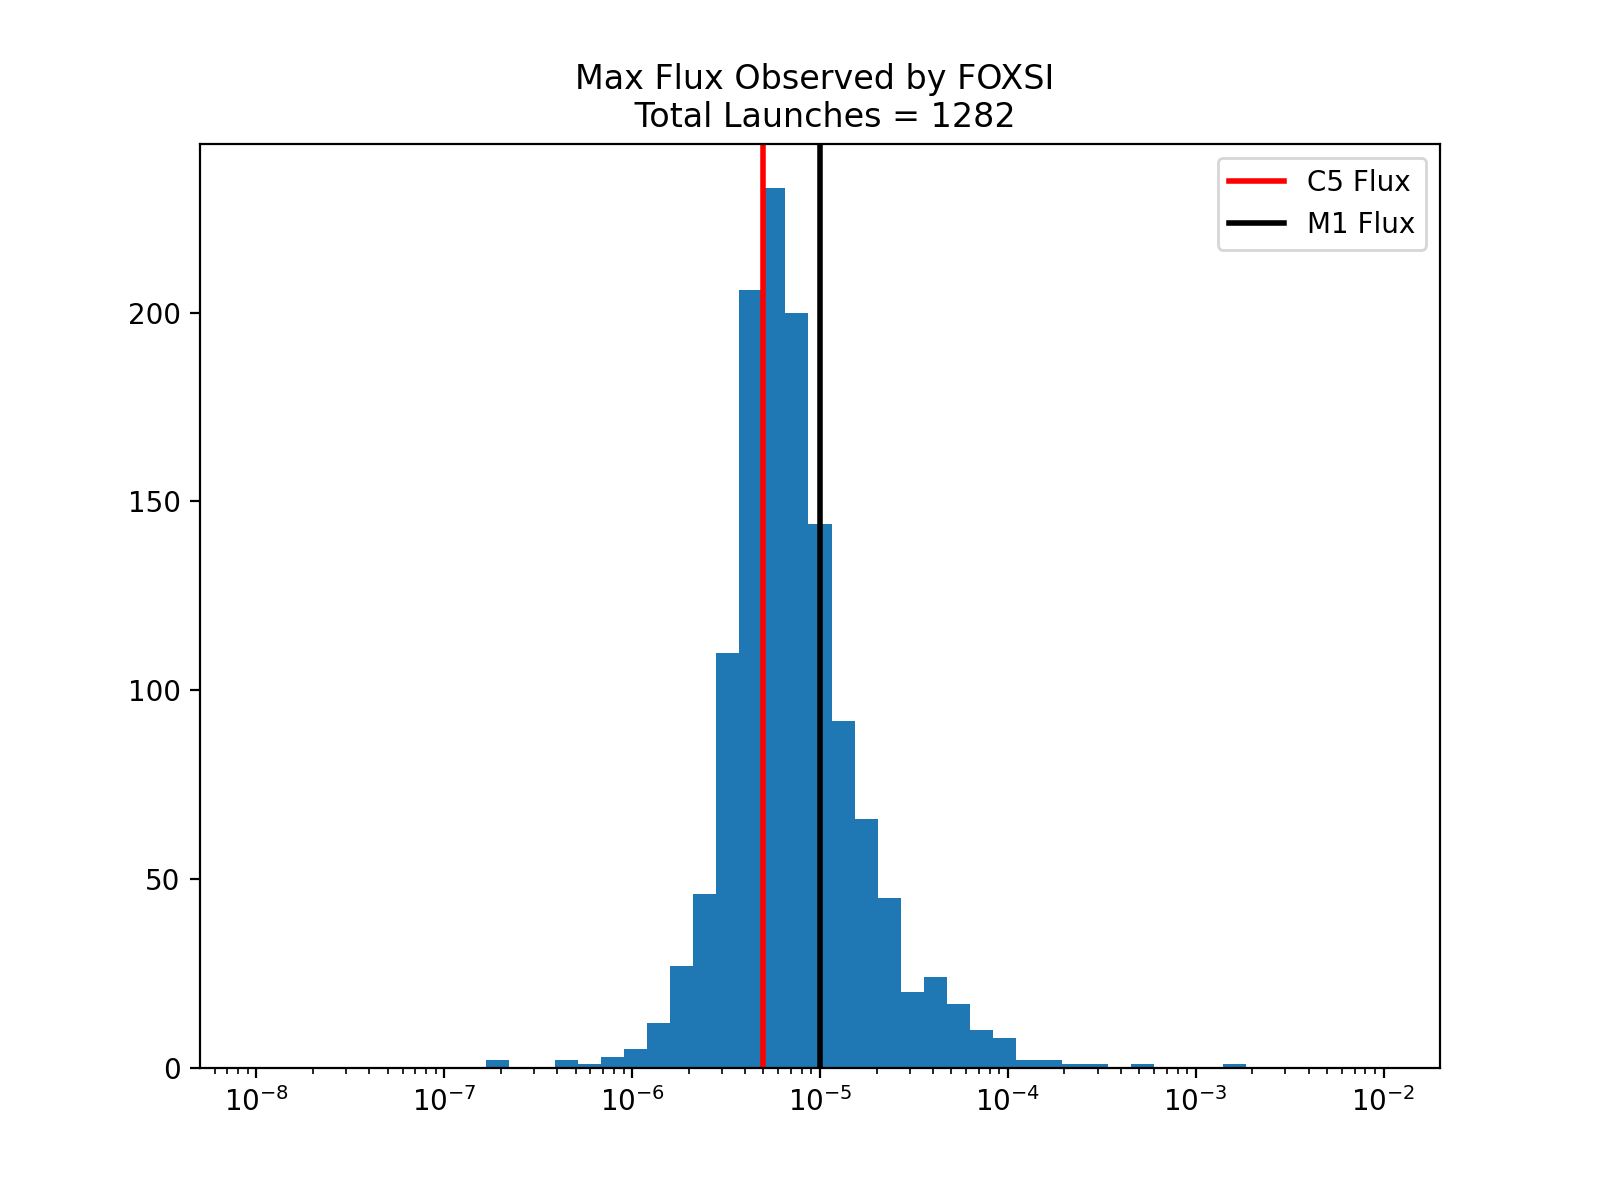 Max Flux Observed by FOXSI
Total Launches = 1282
C5 Flux
M1 Flux
200
150
100
50
0
10⁻⁸ 10⁻⁷ 10⁻⁶ 10⁻⁵ 10⁻⁴ 10⁻³ 10⁻²